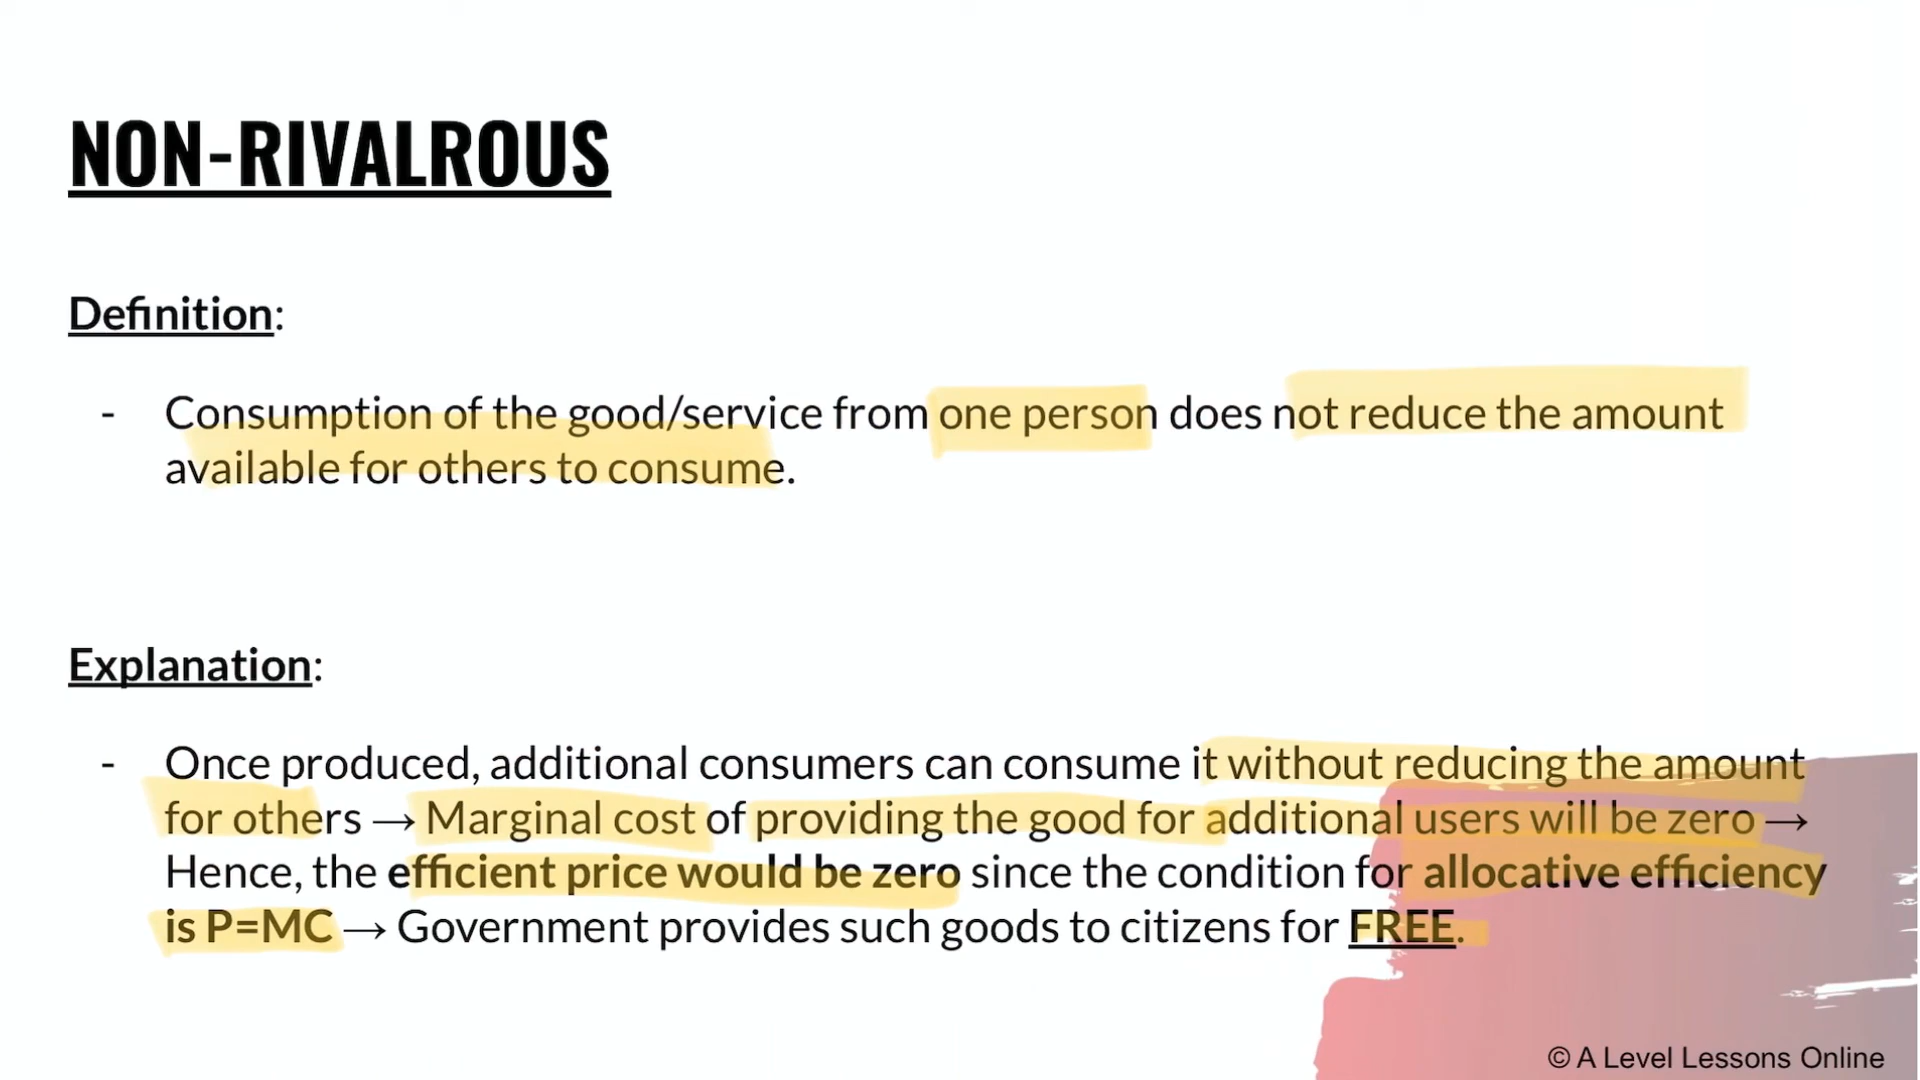 NON-RIVALROUS
Definition:
- Consumption of the good/service from one person does not reduce the amount
available for others to consume.
Explanation:
- Once produced, additional consumers can consume it without reducing the amount
for others → Marginal cost of providing the good for additional users will be zero →
Hence, the efficient price would be zero since the condition for allocative efficiency
is P=MC → Government provides such goods to citizens for FREE.
© A Level Lessons Online